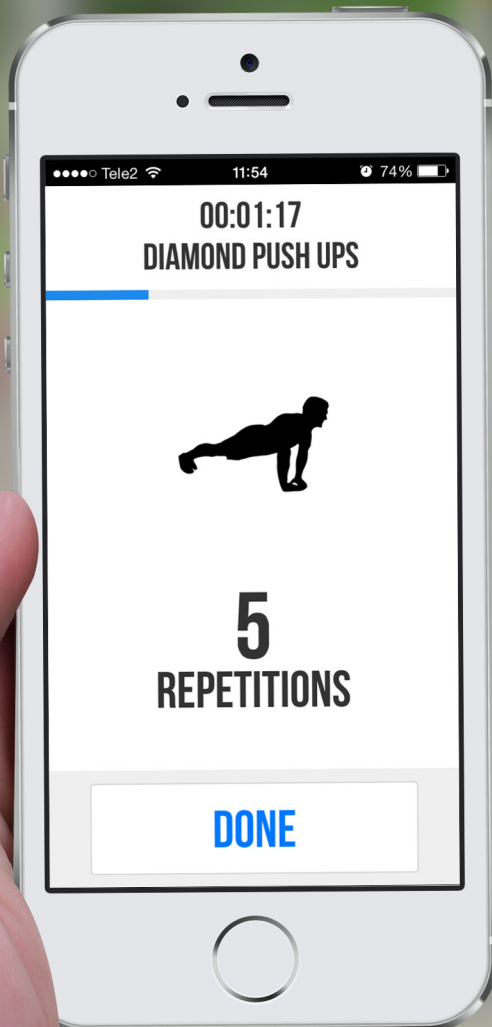 Tele2 11:54 74%
00:01:17
DIAMOND PUSH UPS
5
REPETITIONS
DONE